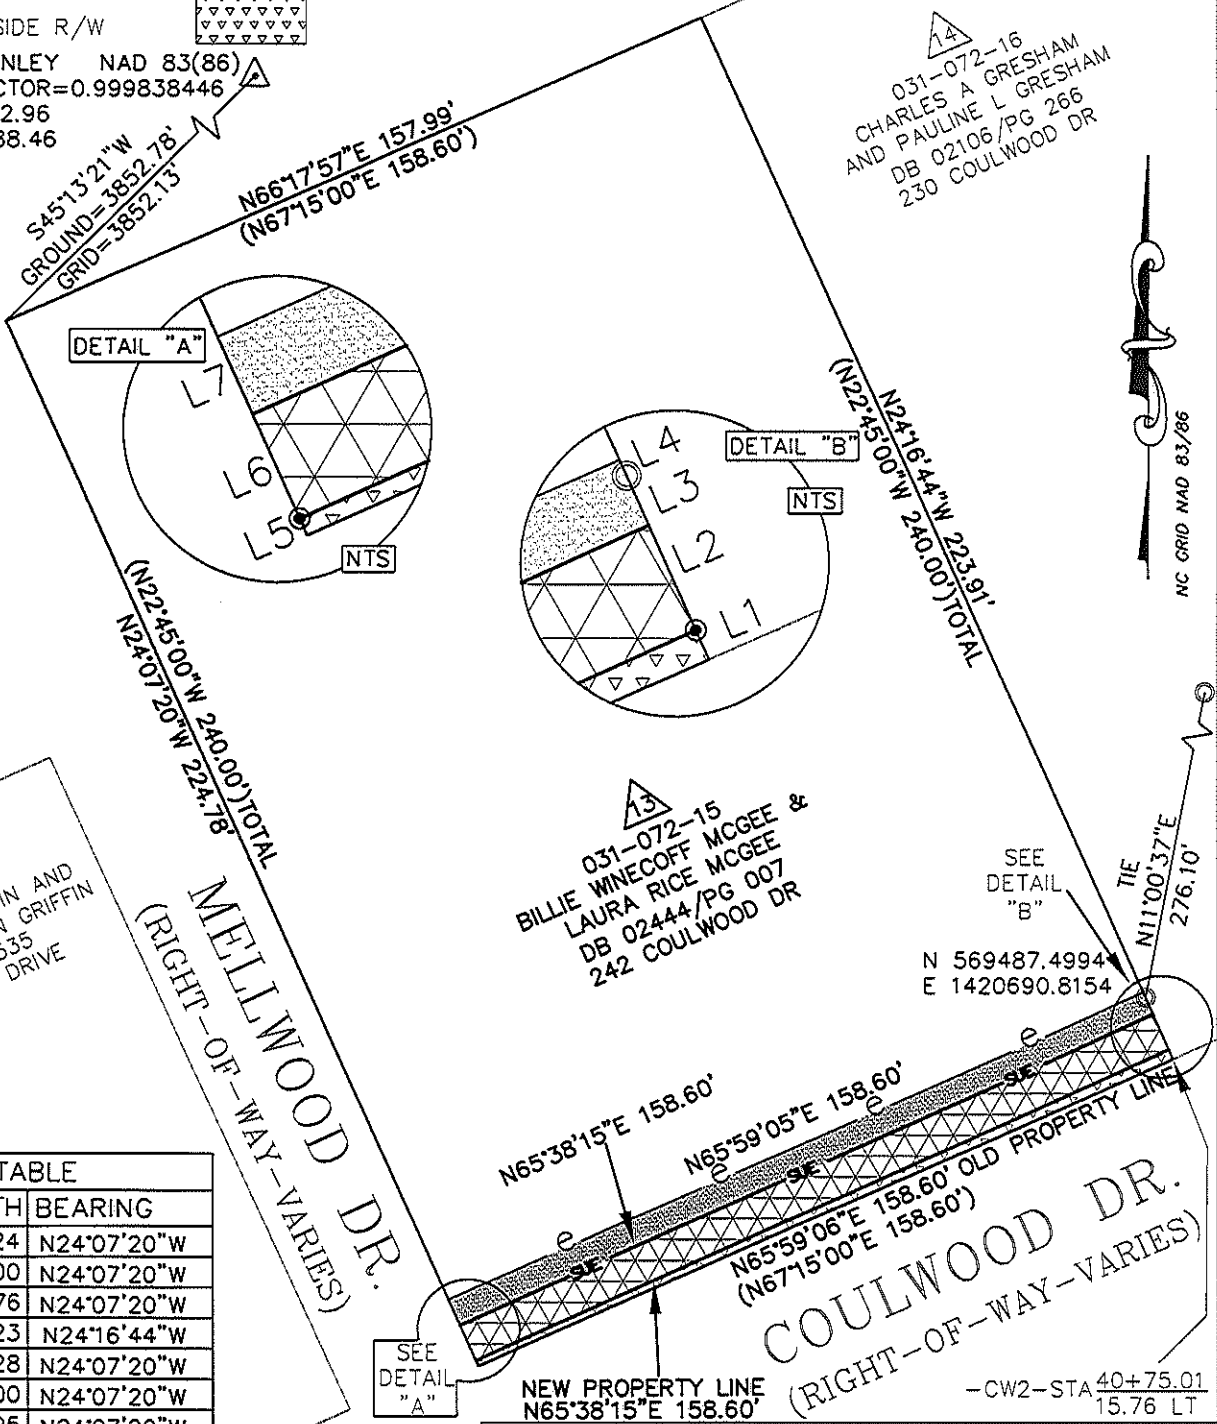 SIDE R/W
NLEY NAD 83(86)
CTOR=0.999838446
2.96
38.46
S45°13'21"W
GROUND=3852.78'
GRID=3852.13'
N66°17'57"E 157.99'
(N67°15'00"E 158.60')
14
031-072-16
CHARLES A GRESHAM
AND PAULINE L GRESHAM
DB 02106/PG 266
230 COULWOOD DR
NC GRID NAD 83/86
DETAIL "A"
L7
L6
L5
NTS
DETAIL "B"
L4
L3
L2
L1
NTS
N24°16'44"W 223.91'
(N22°45'00"W 240.00')TOTAL
(N22°45'00"W 240.00')TOTAL
N24°07'20"W 224.78'
13
031-072-15
BILLIE WINECOFF MCGEE &
LAURA RICE MCGEE
DB 02444/PG 007
242 COULWOOD DR
IN AND
N GRIFFIN
535
DRIVE
MELLWOOD DR.
(RIGHT-OF-WAY-VARIES)
SEE
DETAIL
"B"
TIE
N11°00'37"E
276.10'
N 569487.4994
E 1420690.8154
N65°38'15"E 158.60'
N65°59'05"E 158.60'
e
e
e
e
SUE
SUE
SUE
N65°59'06"E 158.60' OLD PROPERTY LINE
(N67°15'00"E 158.60')
COULWOOD DR.
(RIGHT-OF-WAY-VARIES)
SEE
DETAIL
"A"
NEW PROPERTY LINE
N65°38'15"E 158.60'
-CW2-STA 40+75.01
15.76 LT
TABLE
TH BEARING
24 N24°07'20"W
00 N24°07'20"W
76 N24°07'20"W
23 N24°16'44"W
28 N24°07'20"W
00 N24°07'20"W